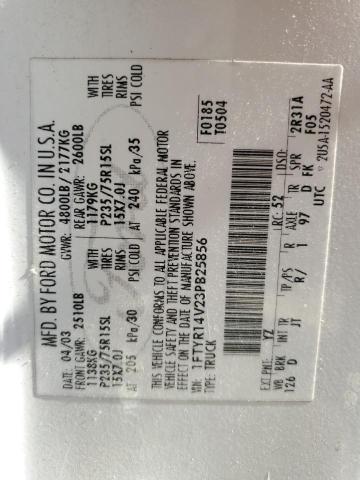 MFD. BY FORD MOTOR CO. IN U.S.A.
DATE: 04/03 GVWR: 4800LB/ 2177KG
FRONT GAWR: 2510LB REAR GAWR: 2600LB
1138KG WITH 1179KG WITH
P235/75R15SL TIRES P235/75R15SL TIRES
15X7.0J RIMS 15X7.0J RIMS
AT 205 kPa/30 PSI COLD AT 240 kPa/35 PSI COLD
THIS VEHICLE CONFORMS TO ALL APPLICABLE FEDERAL MOTOR
VEHICLE SAFETY AND THEFT PREVENTION STANDARDS IN
EFFECT ON THE DATE OF MANUFACTURE SHOWN ABOVE.
VIN: 1FTYR14V23PB25856 F0185
TYPE: TRUCK T0504
EXT PNT: YZ RC: 52 DSO:
WB BRK INT TR TP/PS R AXLE TR SPR 2R31A
126 D JT R/ 1 97 D FK F05
UTC 2U5A-1520472-AA